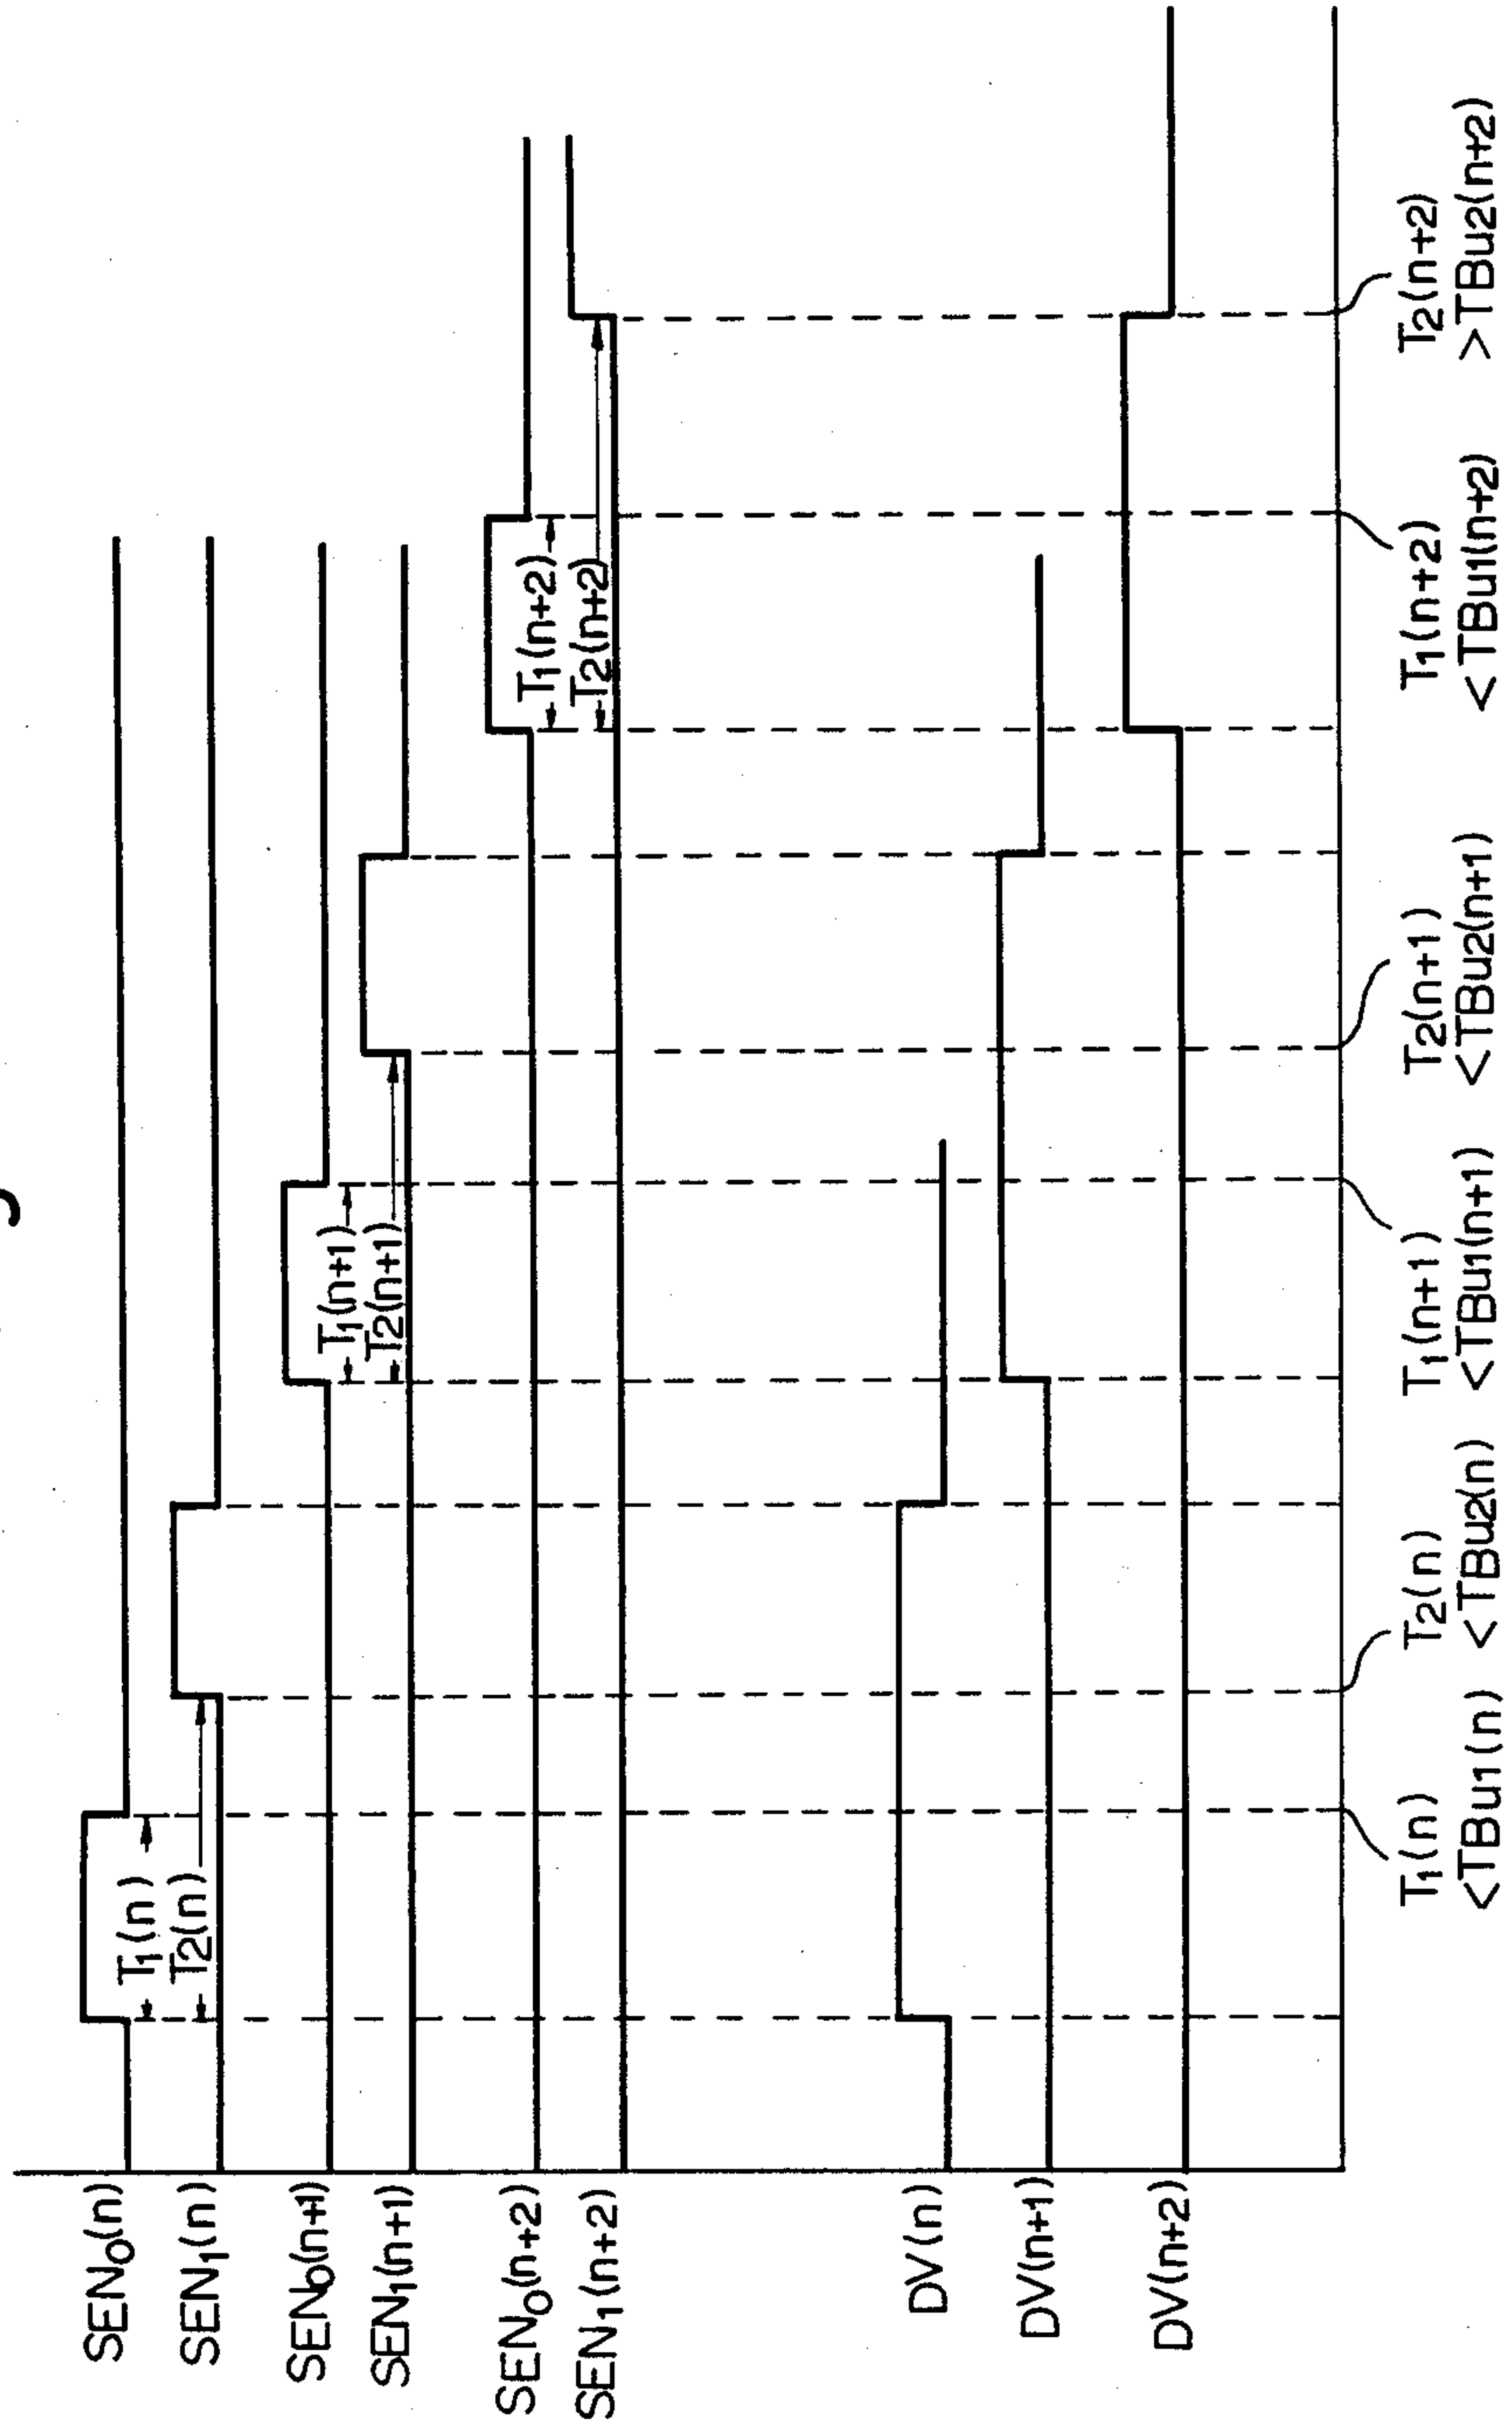 SEN₀(n)
SEN₁(n)
SEN₀(n+1)
SEN₁(n+1)
SEN₀(n+2)
SEN₁(n+2)
DV(n)
DV(n+1)
DV(n+2)
T₁(n)
T₂(n)
T₁(n+1)
T₂(n+1)
T₁(n+2)
T₂(n+2)
T₁(n)
<TBu1(n)
T₂(n)
<TBu2(n)
T₁(n+1)
<TBu1(n+1)
T₂(n+1)
<TBu2(n+1)
T₁(n+2)
<TBu1(n+2)
T₂(n+2)
>TBu2(n+2)